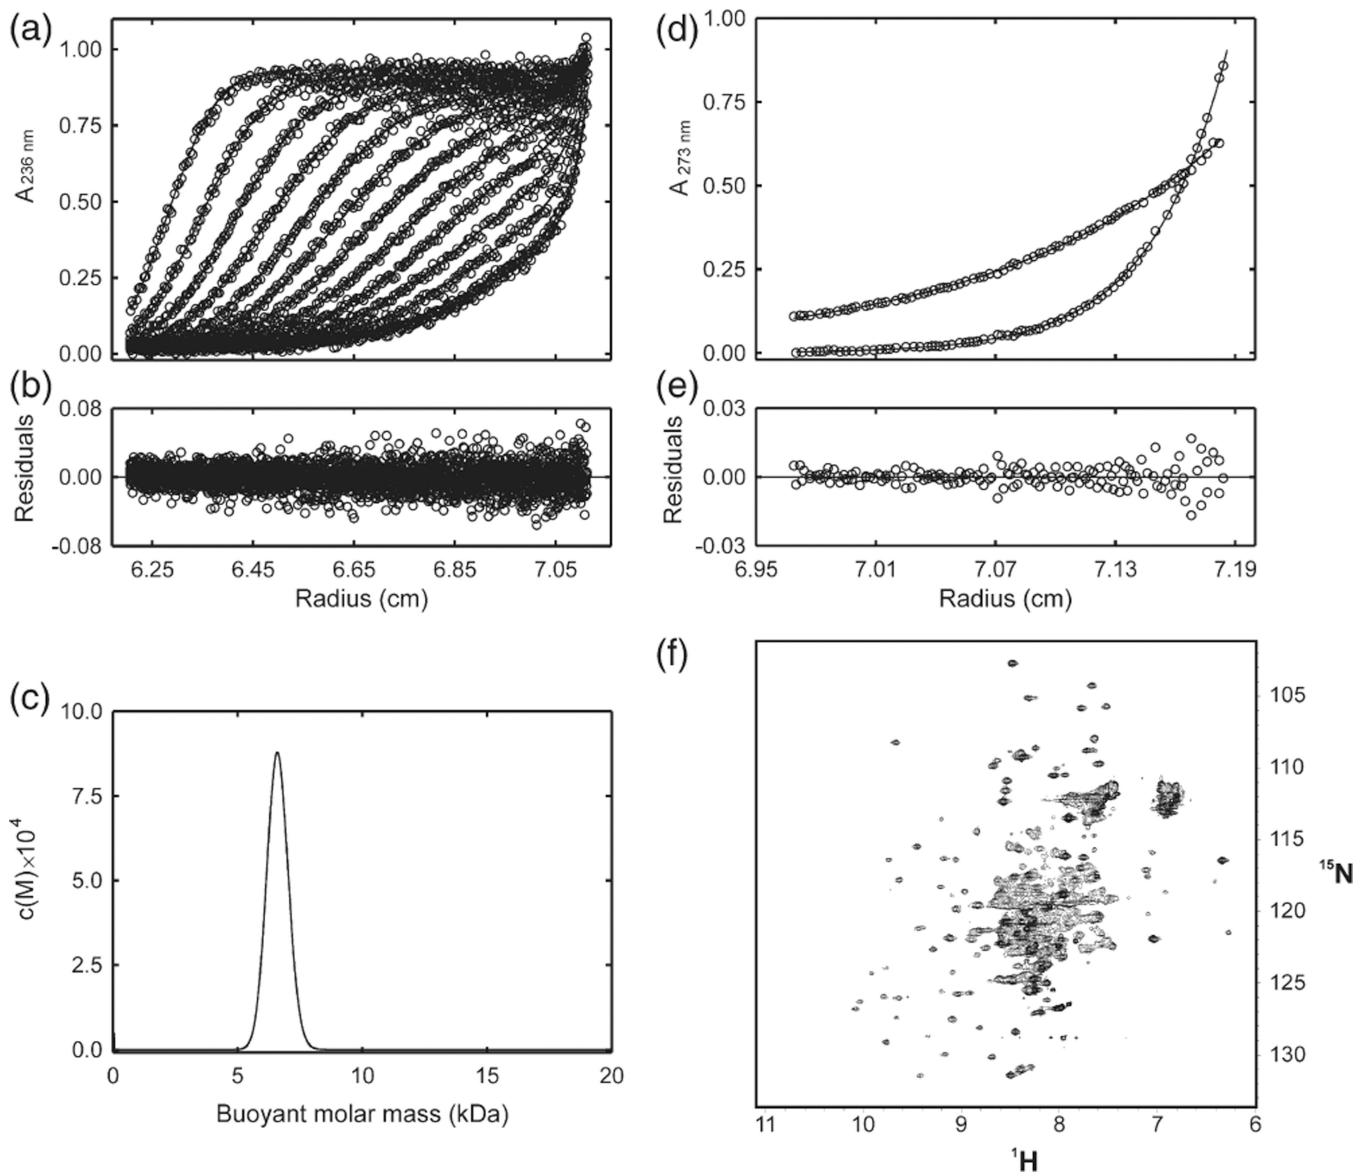 (a)
1.00
0.75
0.50
0.25
0.00
A 236 nm
(b)
0.08
0.00
-0.08
Residuals
6.25 6.45 6.65 6.85 7.05
Radius (cm)
(c)
10.0
7.5
5.0
2.5
0.0
c(M)×10⁴
0 5 10 15 20
Buoyant molar mass (kDa)
(d)
1.00
0.75
0.50
0.25
0.00
A 273 nm
(e)
0.03
0.00
-0.03
Residuals
6.95 7.01 7.07 7.13 7.19
Radius (cm)
(f)
105
110
115
120
125
130
¹⁵N
11 10 9 8 7 6
¹H